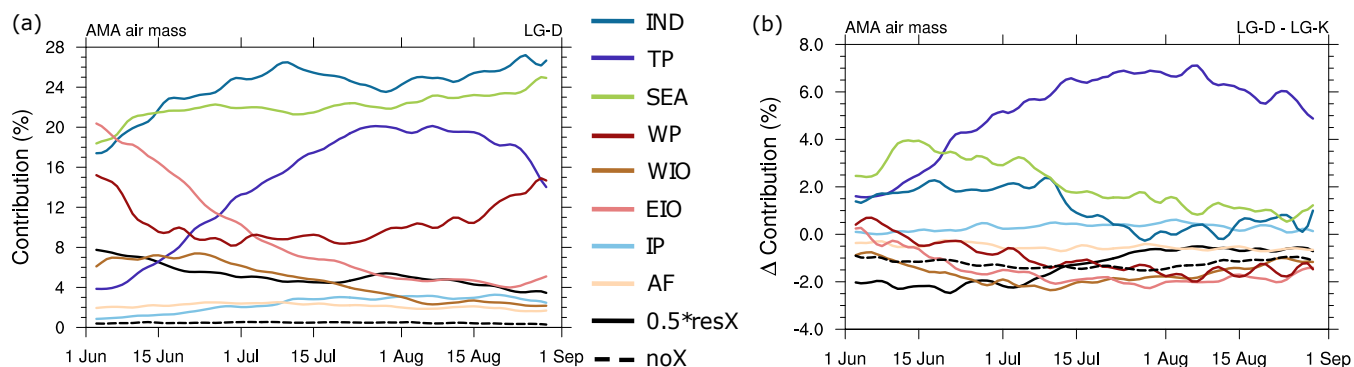 (a)
AMA air mass LG-D
Contribution (%)
28
24
20
16
12
8
4
0
1 Jun 15 Jun 1 Jul 15 Jul 1 Aug 15 Aug 1 Sep
IND
TP
SEA
WP
WIO
EIO
IP
AF
0.5*resX
noX
(b)
AMA air mass LG-D - LG-K
Δ Contribution (%)
8.0
6.0
4.0
2.0
0.0
-2.0
-4.0
1 Jun 15 Jun 1 Jul 15 Jul 1 Aug 15 Aug 1 Sep